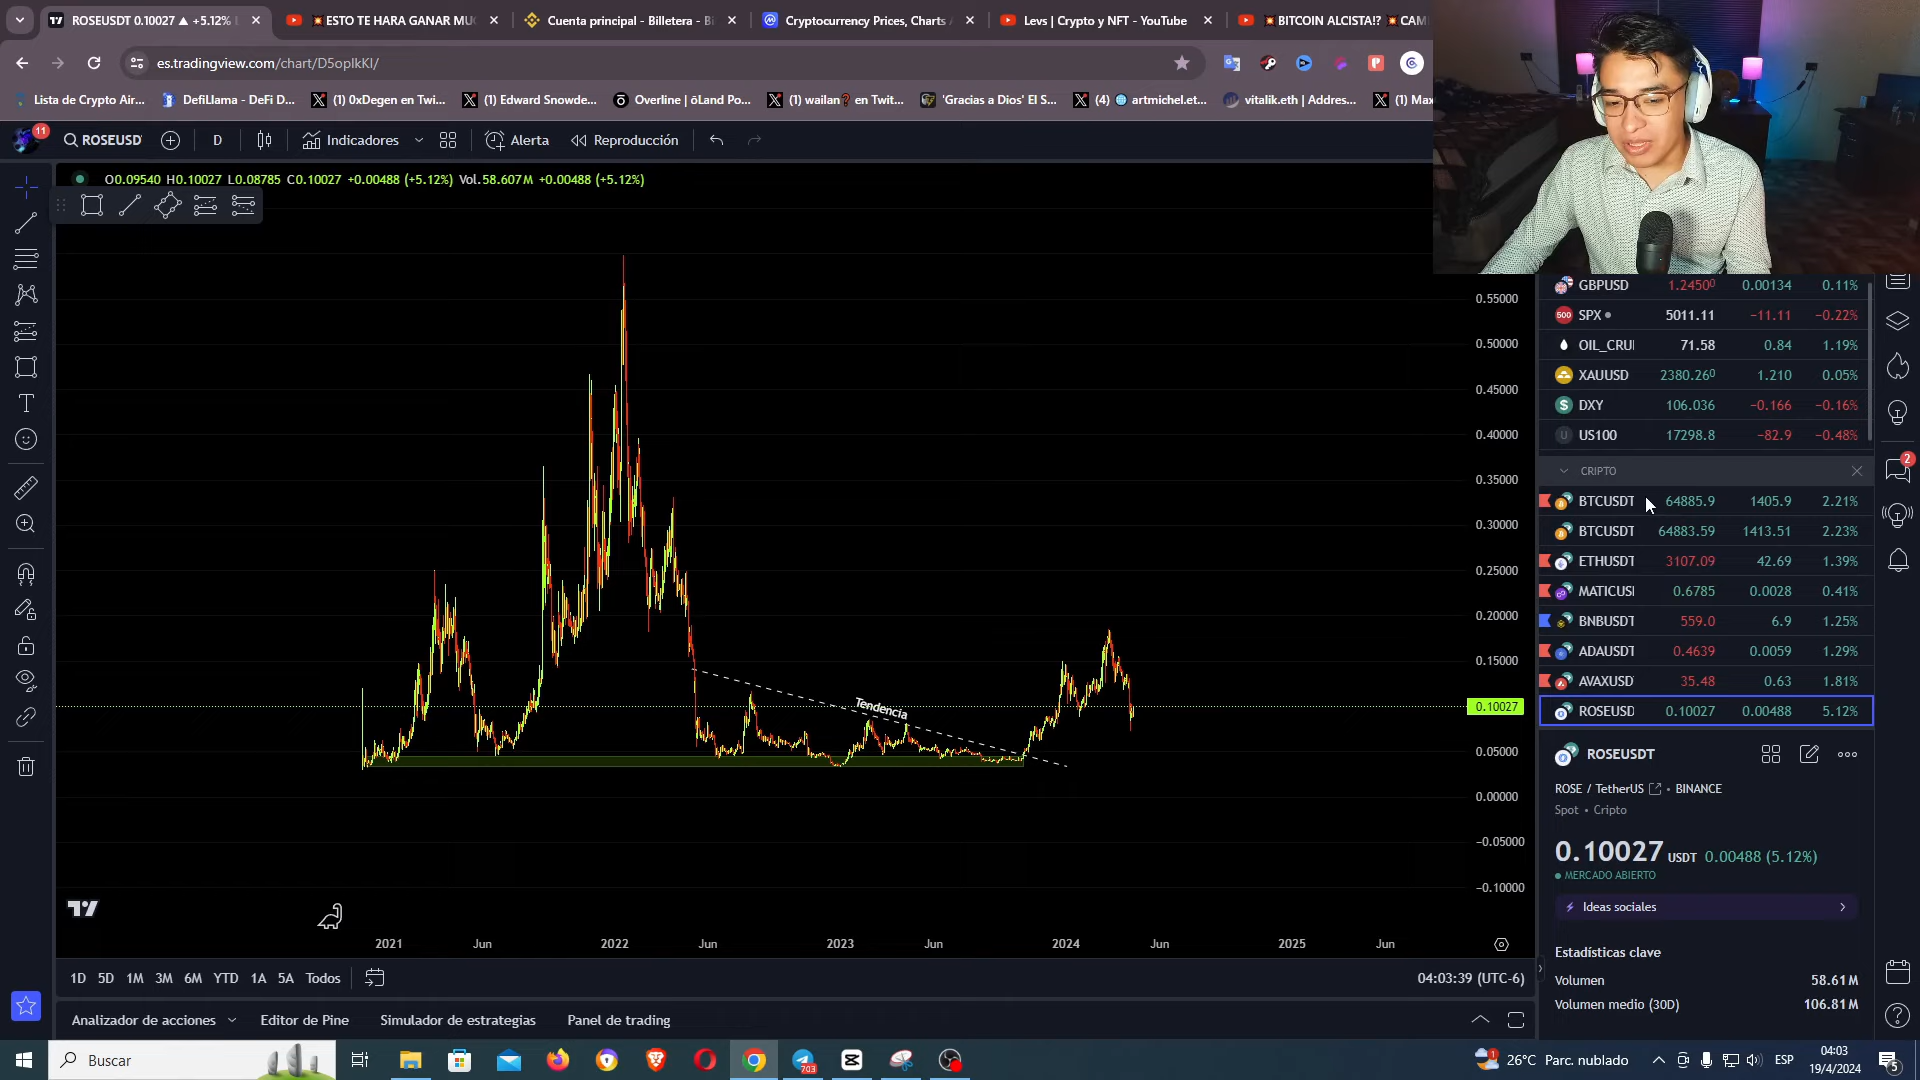 ROSEUSDT 0.10027 ▲ +5.12%
ESTO TE HARA GANAR MU
Cuenta principal - Billetera - B
Cryptocurrency Prices, Charts
Levs | Crypto y NFT - YouTube
BITCOIN ALCISTA!? CAM
es.tradingview.com/chart/D5oplkKl/
Lista de Crypto Air...
DefiLlama - DeFi D...
(1) 0xDegen en Twi...
(1) Edward Snowde...
Overline | ōLand Po...
(1) wailan❓ en Twit...
'Gracias a Dios' El S...
(4) artmichel.et...
vitalik.eth | Addres...
(1) Max
11
ROSEUSD
D
Indicadores
Alerta
Reproducción
O0.09540 H0.10027 L0.08785 C0.10027 +0.00488 (+5.12%) Vol.58.607M +0.00488 (+5.12%)
0.55000
0.50000
0.45000
0.40000
0.35000
0.30000
0.25000
0.20000
0.15000
0.10027
0.05000
0.00000
−0.05000
−0.10000
Tendencia
2021
Jun
2022
Jun
2023
Jun
2024
Jun
2025
Jun
GBPUSD 1.24500 0.00134 0.11%
SPX 5011.11 −11.11 −0.22%
OIL_CRU 71.58 0.84 1.19%
XAUUSD 2380.260 1.210 0.05%
DXY 106.036 −0.166 −0.16%
US100 17298.8 −82.9 −0.48%
CRIPTO
BTCUSDT 64885.9 1405.9 2.21%
BTCUSDT 64883.59 1413.51 2.23%
ETHUSDT 3107.09 42.69 1.39%
MATICUS 0.6785 0.0028 0.41%
BNBUSDT 559.0 6.9 1.25%
ADAUSDT 0.4639 0.0059 1.29%
AVAXUSD 35.48 0.63 1.81%
ROSEUSD 0.10027 0.00488 5.12%
2
ROSEUSDT
ROSE / TetherUS • BINANCE
Spot • Cripto
0.10027 USDT 0.00488 (5.12%)
MERCADO ABIERTO
Ideas sociales
Estadísticas clave
Volumen 58.61M
Volumen medio (30D) 106.81M
1D 5D 1M 3M 6M YTD 1A 5A Todos
04:03:39 (UTC-6)
Analizador de acciones
Editor de Pine
Simulador de estrategias
Panel de trading
Buscar
703
1
26°C Parc. nublado
ESP
04:03
19/4/2024
5